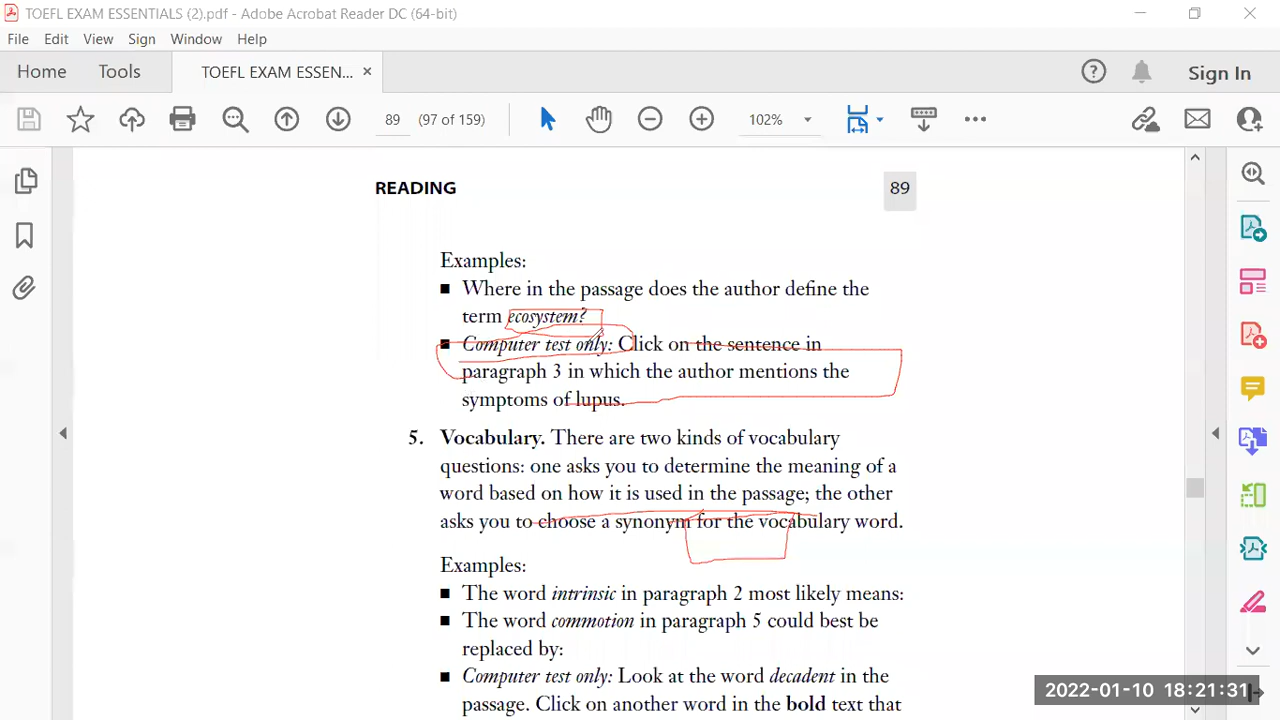 TOEFL EXAM ESSENTIALS (2).pdf - Adobe Acrobat Reader DC (64-bit)
File Edit View Sign Window Help
Home Tools TOEFL EXAM ESSEN... × Sign In
89 (97 of 159) 102%
READING 89
Examples:
■ Where in the passage does the author define the
term ecosystem?
■ Computer test only: Click on the sentence in
paragraph 3 in which the author mentions the
symptoms of lupus.
5. Vocabulary. There are two kinds of vocabulary
questions: one asks you to determine the meaning of a
word based on how it is used in the passage; the other
asks you to choose a synonym for the vocabulary word.
Examples:
■ The word intrinsic in paragraph 2 most likely means:
■ The word commotion in paragraph 5 could best be
replaced by:
■ Computer test only: Look at the word decadent in the
passage. Click on another word in the bold text that
2022-01-10 18:21:31